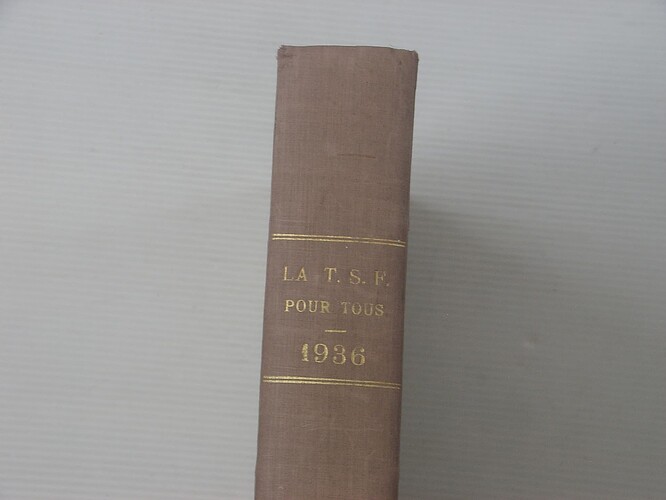 LA T. S. F.
POUR TOUS
1936